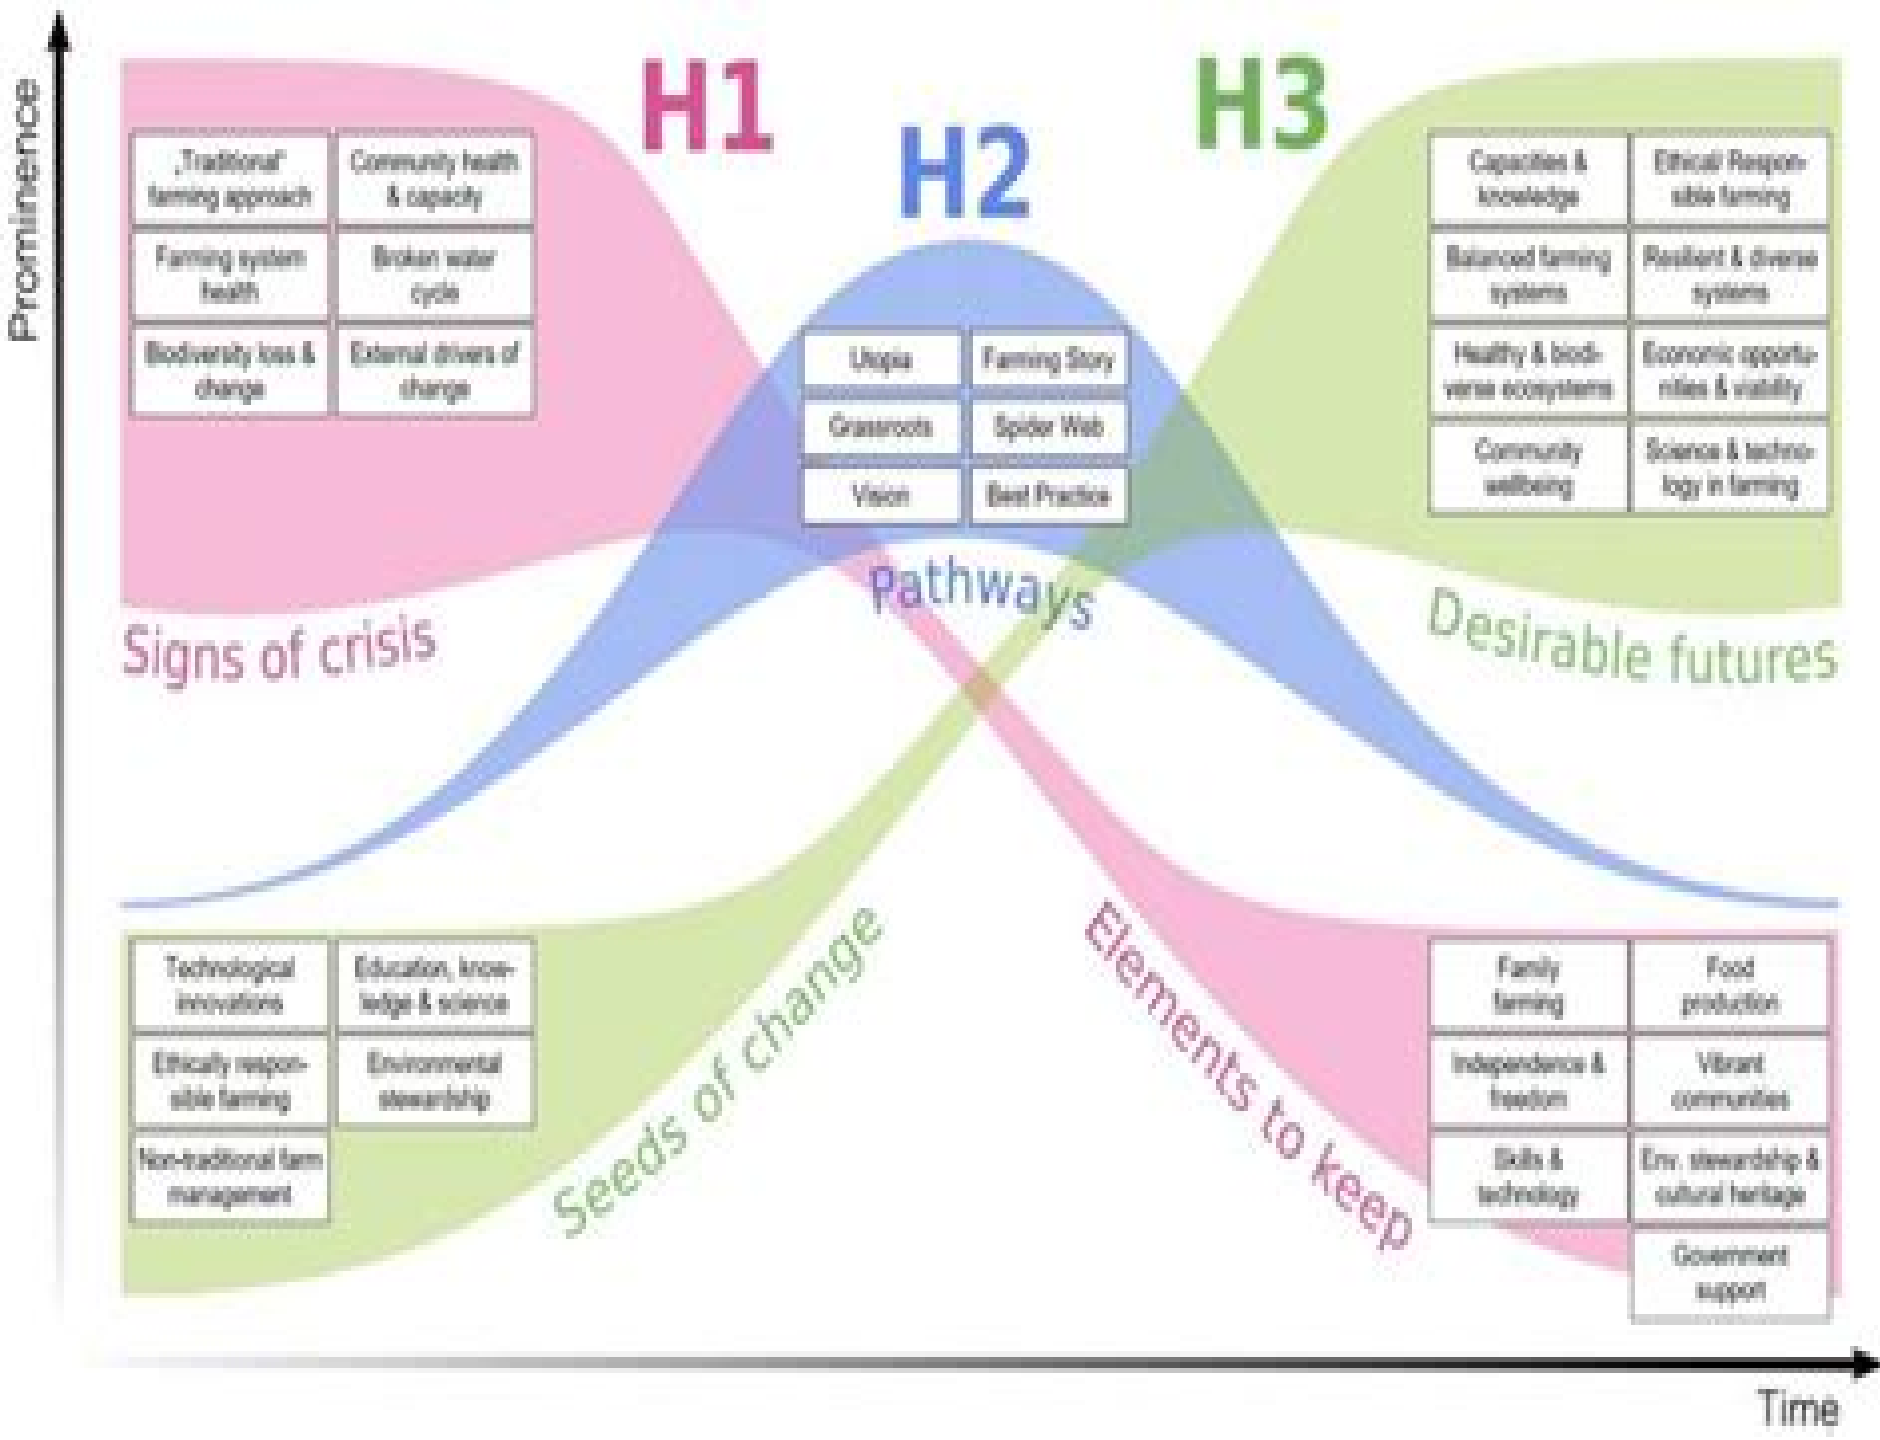 Prominence
H1
H2
H3
„Traditional“
farming approach
Community health
& capacity
Farming system
health
Broken water
cycle
Biodiversity loss &
change
External drivers of
change
Signs of crisis
Utopia
Farming Story
Grassroots
Spider Web
Vision
Best Practice
Pathways
Capacities &
knowledge
Ethical/ Respon-
sible farming
Balanced farming
systems
Resilient & diverse
systems
Healthy & biodi-
verse ecosystems
Economic opportu-
nities & viability
Community
wellbeing
Science & techno-
logy in farming
Desirable futures
Technological
innovations
Education, know-
ledge & science
Ethically respon-
sible farming
Environmental
stewardship
Non-traditional farm
management
Seeds of change
Elements to keep
Family
farming
Food
production
Independence &
freedom
Vibrant
communities
Skills &
technology
Env. stewardship &
cultural heritage
Government
support
Time